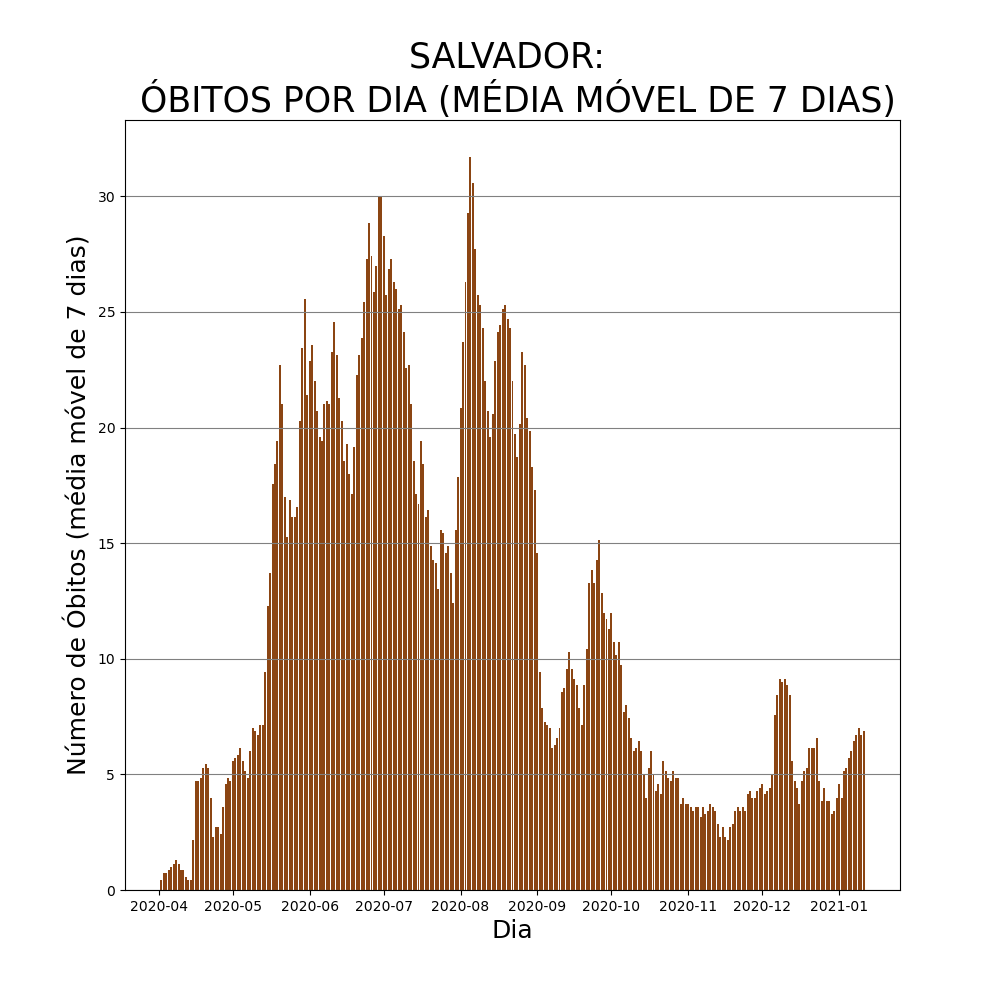 SALVADOR:
ÓBITOS POR DIA (MÉDIA MÓVEL DE 7 DIAS)
Número de Óbitos (média móvel de 7 dias)
30
25
20
15
10
5
0
2020-04 2020-05 2020-06 2020-07 2020-08 2020-09 2020-10 2020-11 2020-12 2021-01
Dia